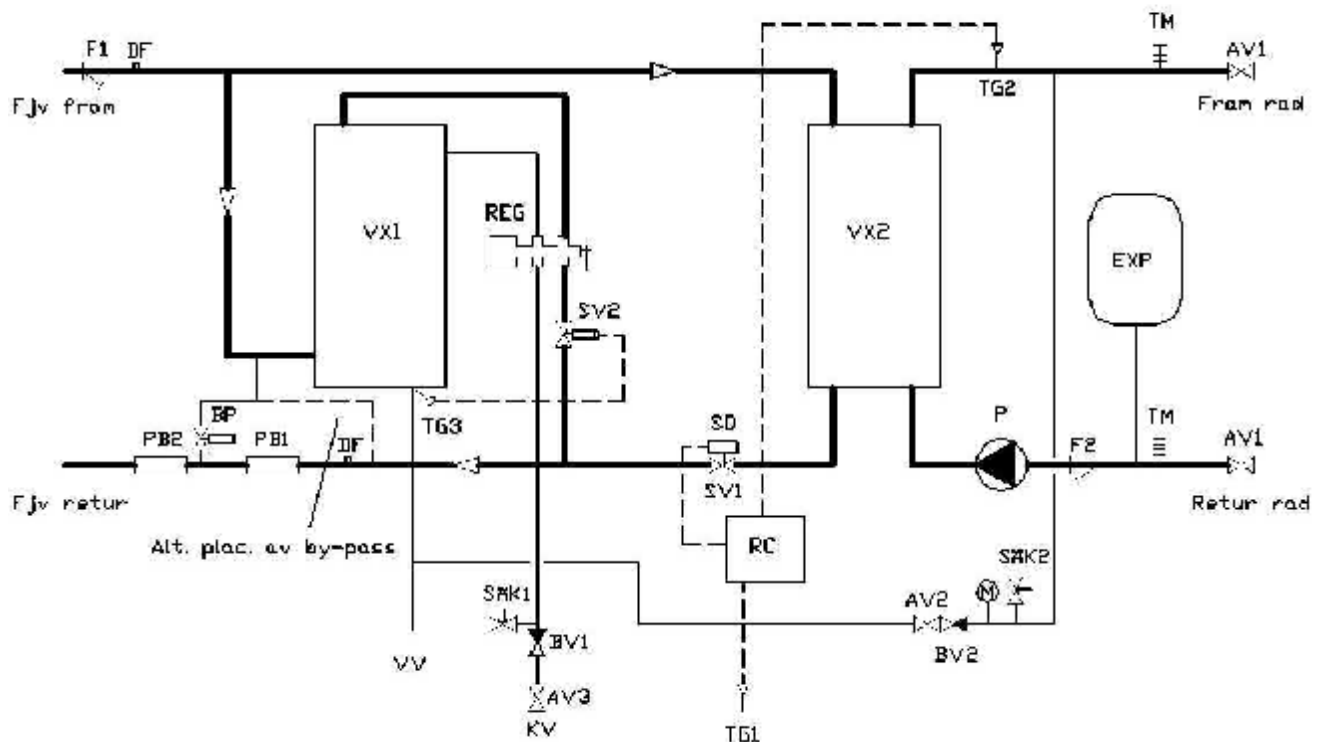 TM
F1
DF
AV1
Fjv from
TG2
Fram rad
REG
VX1
VX2
EXP
SV2
BP
TG3
SD
P
TM
PB2
PB1
DF
F2
AV1
Fjv retur
SV1
Retur rad
Alt. plac. av by-pass
RC
SÄK2
SÄK1
AV2
M
BV1
BV2
VV
AV3
KV
TG1